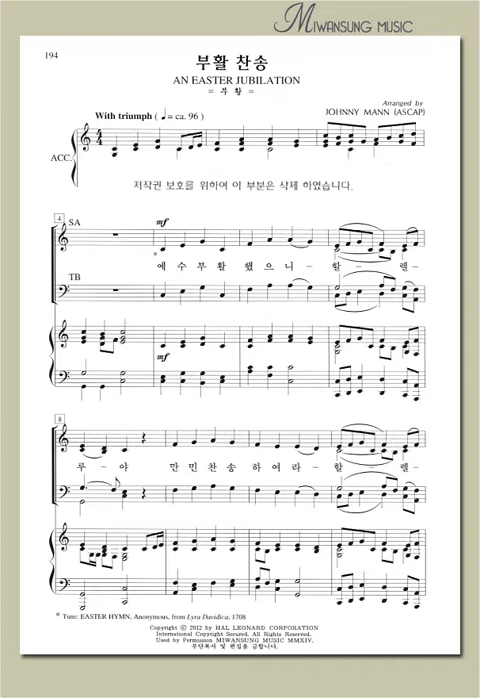 MIWANSUNG MUSIC
194
부활 찬송
AN EASTER JUBILATION
= 부 활 =
Arranged by
With triumph ( ♩ = ca. 96 )
JOHNNY MANN (ASCAP)
ACC.
저작권 보호를 위하여 이 부분은 삭제 하였습니다.
4
SA
mf
*
예 수 부 활 했 으 니 - 할 - 렐 -
TB
mf
8
루 - 야 만 민 찬 송 하 여 라 - 할 - 렐 -
* Tune: EASTER HYMN, Anonymous, from Lyra Davidica, 1708
Copyright ⓒ 2012 by HAL LEONARD CORPORATION
International Copyright Secured. All Rights Reserved.
Used by Permission MIWANSUNG MUSIC MMXIV.
무단복사 및 편집을 금합니다.